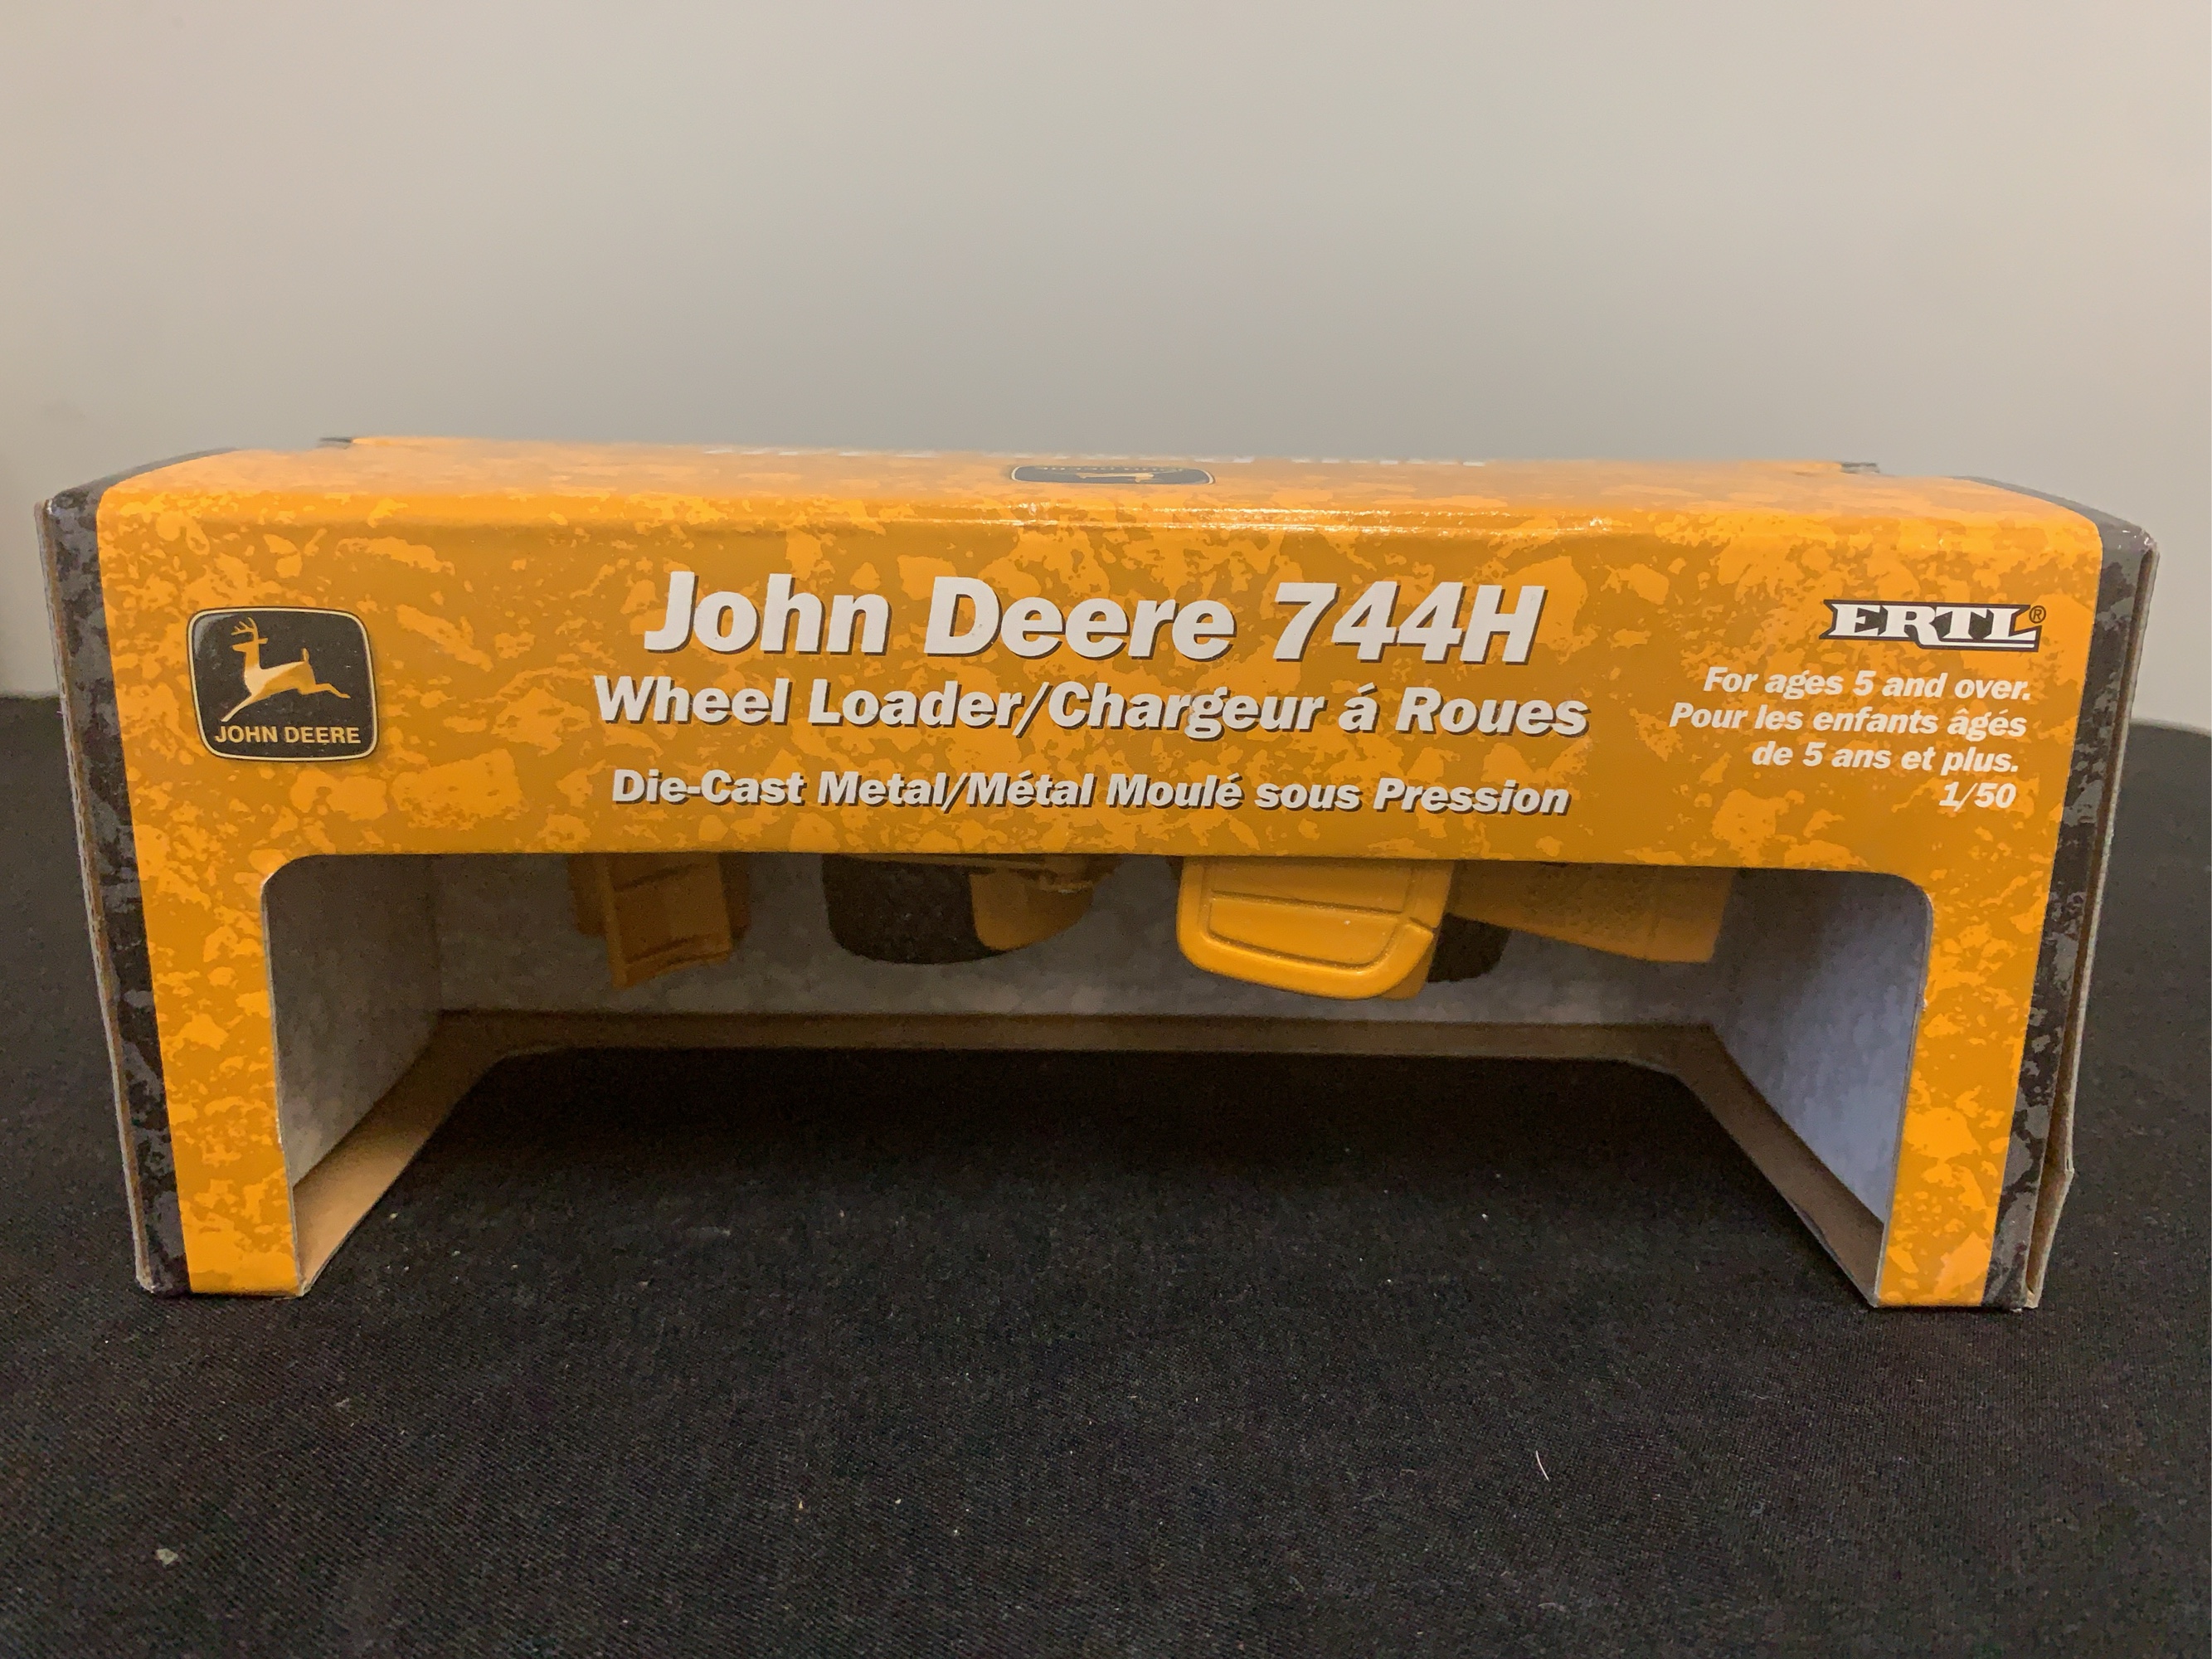 John Deere 744H
Wheel Loader/Chargeur á Roues
Die-Cast Metal/Métal Moulé sous Pression
JOHN DEERE
ERTL®
For ages 5 and over.
Pour les enfants âgés
de 5 ans et plus.
1/50